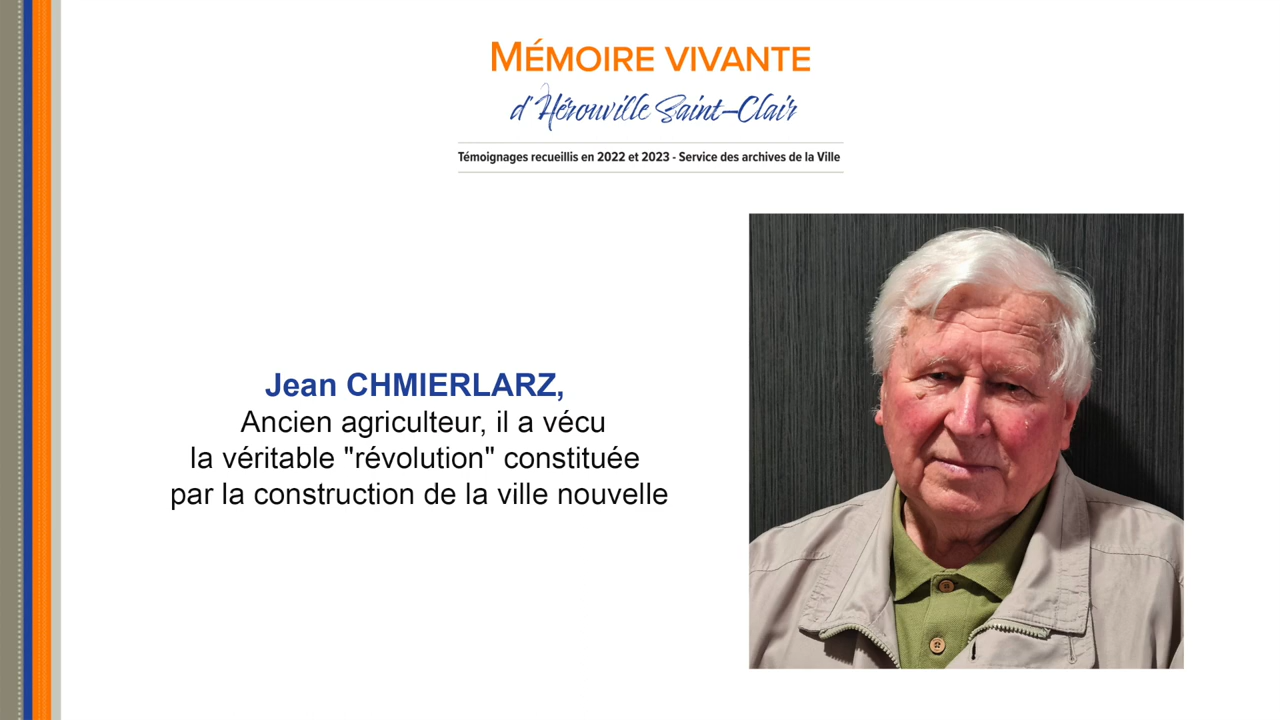 MÉMOIRE VIVANTE
d'Hérouville Saint-Clair
Témoignages recueillis en 2022 et 2023 - Service des archives de la Ville
Jean CHMIERLARZ,
Ancien agriculteur, il a vécu
la véritable "révolution" constituée
par la construction de la ville nouvelle